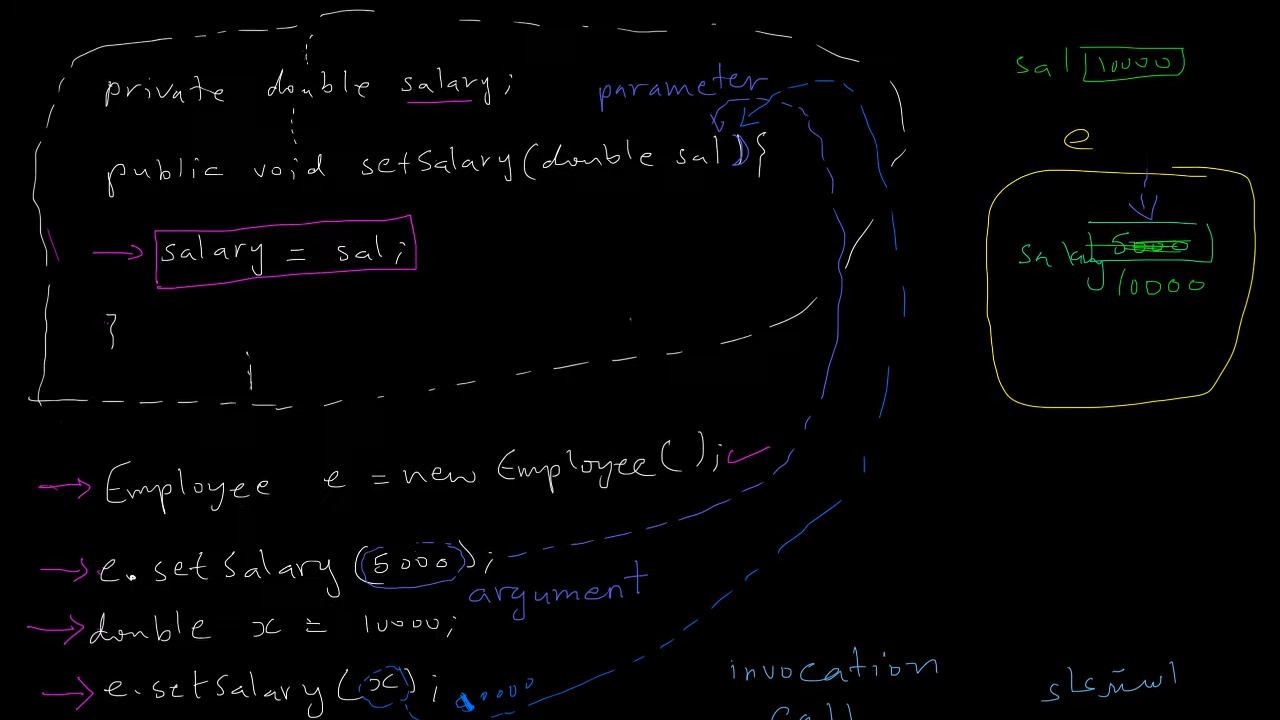 private double salary;
parameter
public void setSalary(double sal){
salary = sal;
}
Employee e = new Employee();
e.setSalary(5000);
argument
double x = 10000;
e.setSalary(x);
sal 10000
e
salary 5000
10000
invocation
call
استدعاء